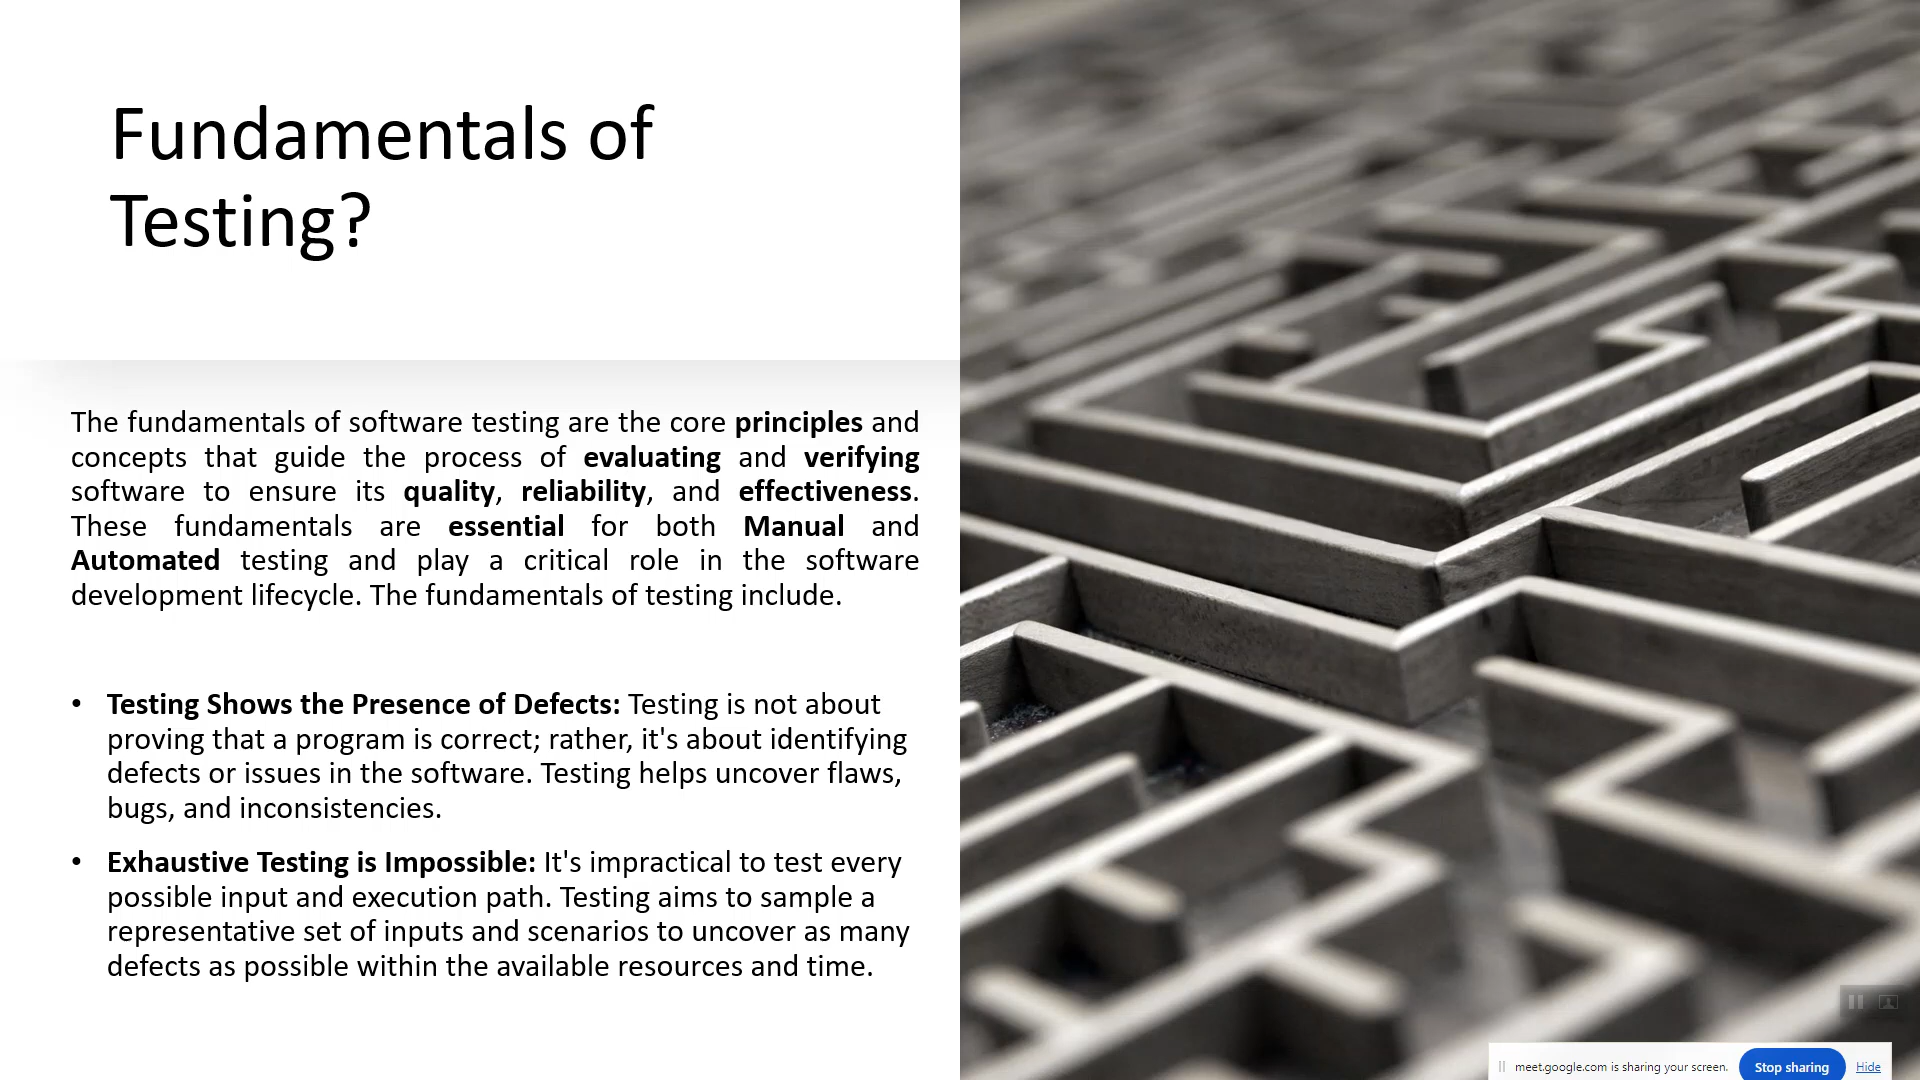 Fundamentals of
Testing?
The fundamentals of software testing are the core principles and
concepts that guide the process of evaluating and verifying
software to ensure its quality, reliability, and effectiveness.
These fundamentals are essential for both Manual and
Automated testing and play a critical role in the software
development lifecycle. The fundamentals of testing include.
• Testing Shows the Presence of Defects: Testing is not about
proving that a program is correct; rather, it's about identifying
defects or issues in the software. Testing helps uncover flaws,
bugs, and inconsistencies.
• Exhaustive Testing is Impossible: It's impractical to test every
possible input and execution path. Testing aims to sample a
representative set of inputs and scenarios to uncover as many
defects as possible within the available resources and time.
meet.google.com is sharing your screen. Stop sharing Hide